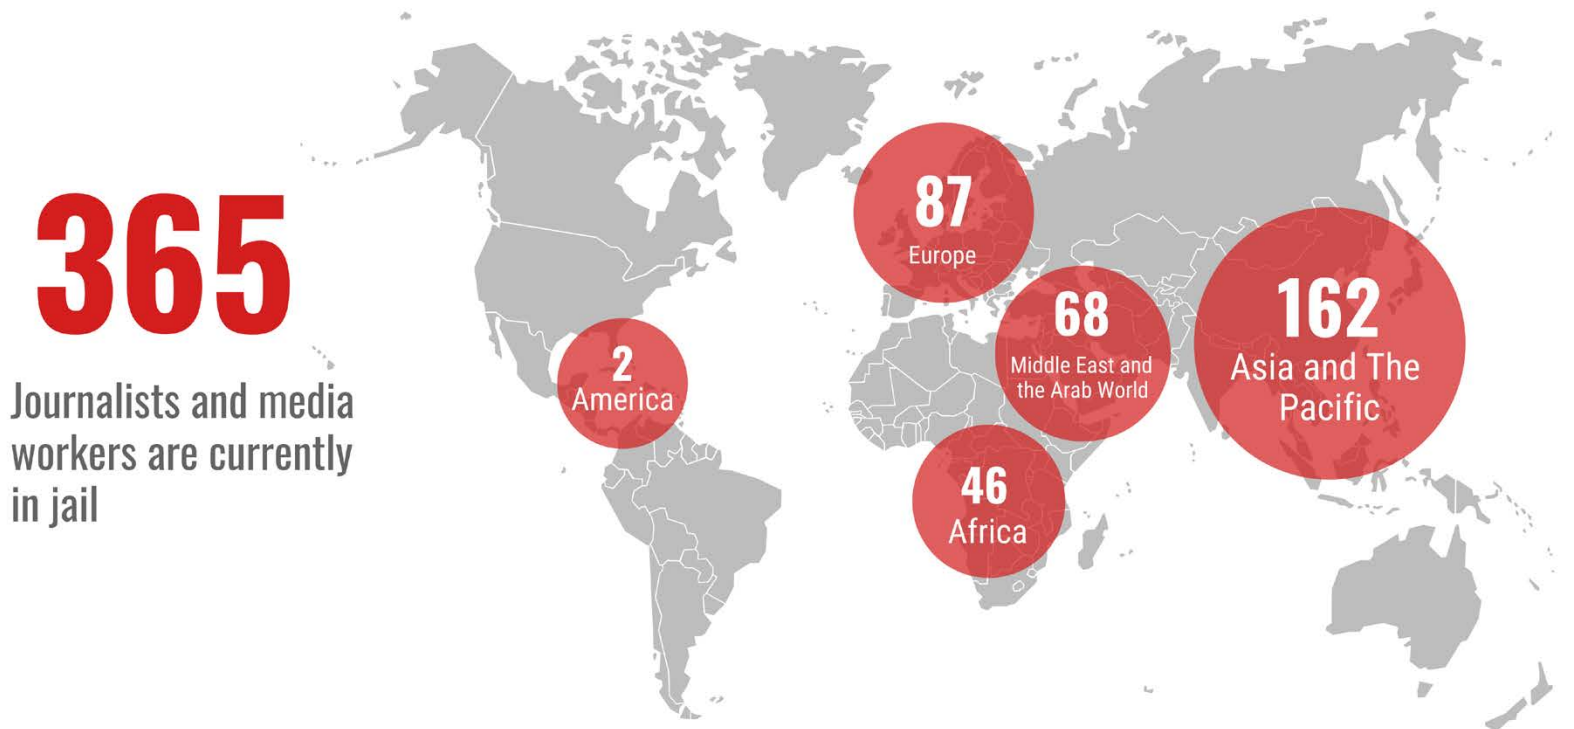 365
Journalists and media
workers are currently
in jail
87
Europe
2
America
68
Middle East and
the Arab World
162
Asia and The
Pacific
46
Africa